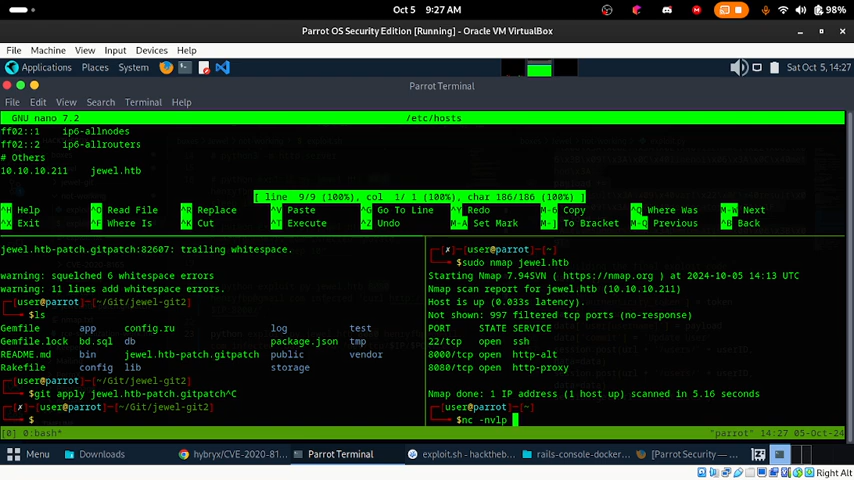 Oct 5 9:27 AM
98%
Parrot OS Security Edition [Running] - Oracle VM VirtualBox
File Machine View Input Devices Help
Applications Places System
Sat Oct 5, 14:27
Parrot Terminal
File Edit View Search Terminal Help
GNU nano 7.2 /etc/hosts
ff02::1 ip6-allnodes
ff02::2 ip6-allrouters
# Others
10.10.10.211 jewel.htb
[ line 9/9 (100%), col 1/ 1 (100%), char 186/186 (100%) ]
^H Help ^O Read File ^R Replace ^V Paste ^G Go To Line ^Y Redo M-6 Copy ^Q Where Was M-W Next
^X Exit ^F Where Is ^K Cut ^T Execute ^Z Undo M-A Set Mark M-] To Bracket M-Q Previous ^B Back
jewel.htb-patch.gitpatch:82607: trailing whitespace.
warning: squelched 6 whitespace errors
warning: 11 lines add whitespace errors.
[user@parrot]-[~/Git/jewel-git2]
$ls
Gemfile app config.ru log test
Gemfile.lock bd.sql db package.json tmp
README.md bin jewel.htb-patch.gitpatch public vendor
Rakefile config lib storage
[user@parrot]-[~/Git/jewel-git2]
$git apply jewel.htb-patch.gitpatch^C
[✗]-[user@parrot]-[~/Git/jewel-git2]
$
[✗]-[user@parrot]-[~]
$sudo nmap jewel.htb
Starting Nmap 7.94SVN ( https://nmap.org ) at 2024-10-05 14:13 UTC
Nmap scan report for jewel.htb (10.10.10.211)
Host is up (0.033s latency).
Not shown: 997 filtered tcp ports (no-response)
PORT STATE SERVICE
22/tcp open ssh
8000/tcp open http-alt
8080/tcp open http-proxy
Nmap done: 1 IP address (1 host up) scanned in 5.16 seconds
[user@parrot]-[~]
$nc -nvlp
[0] 0:bash* "parrot" 14:27 05-Oct-24
Menu Downloads hybryx/CVE-2020-81... Parrot Terminal exploit.sh - hacktheb... rails-console-docker... [Parrot Security — ...
Right Alt